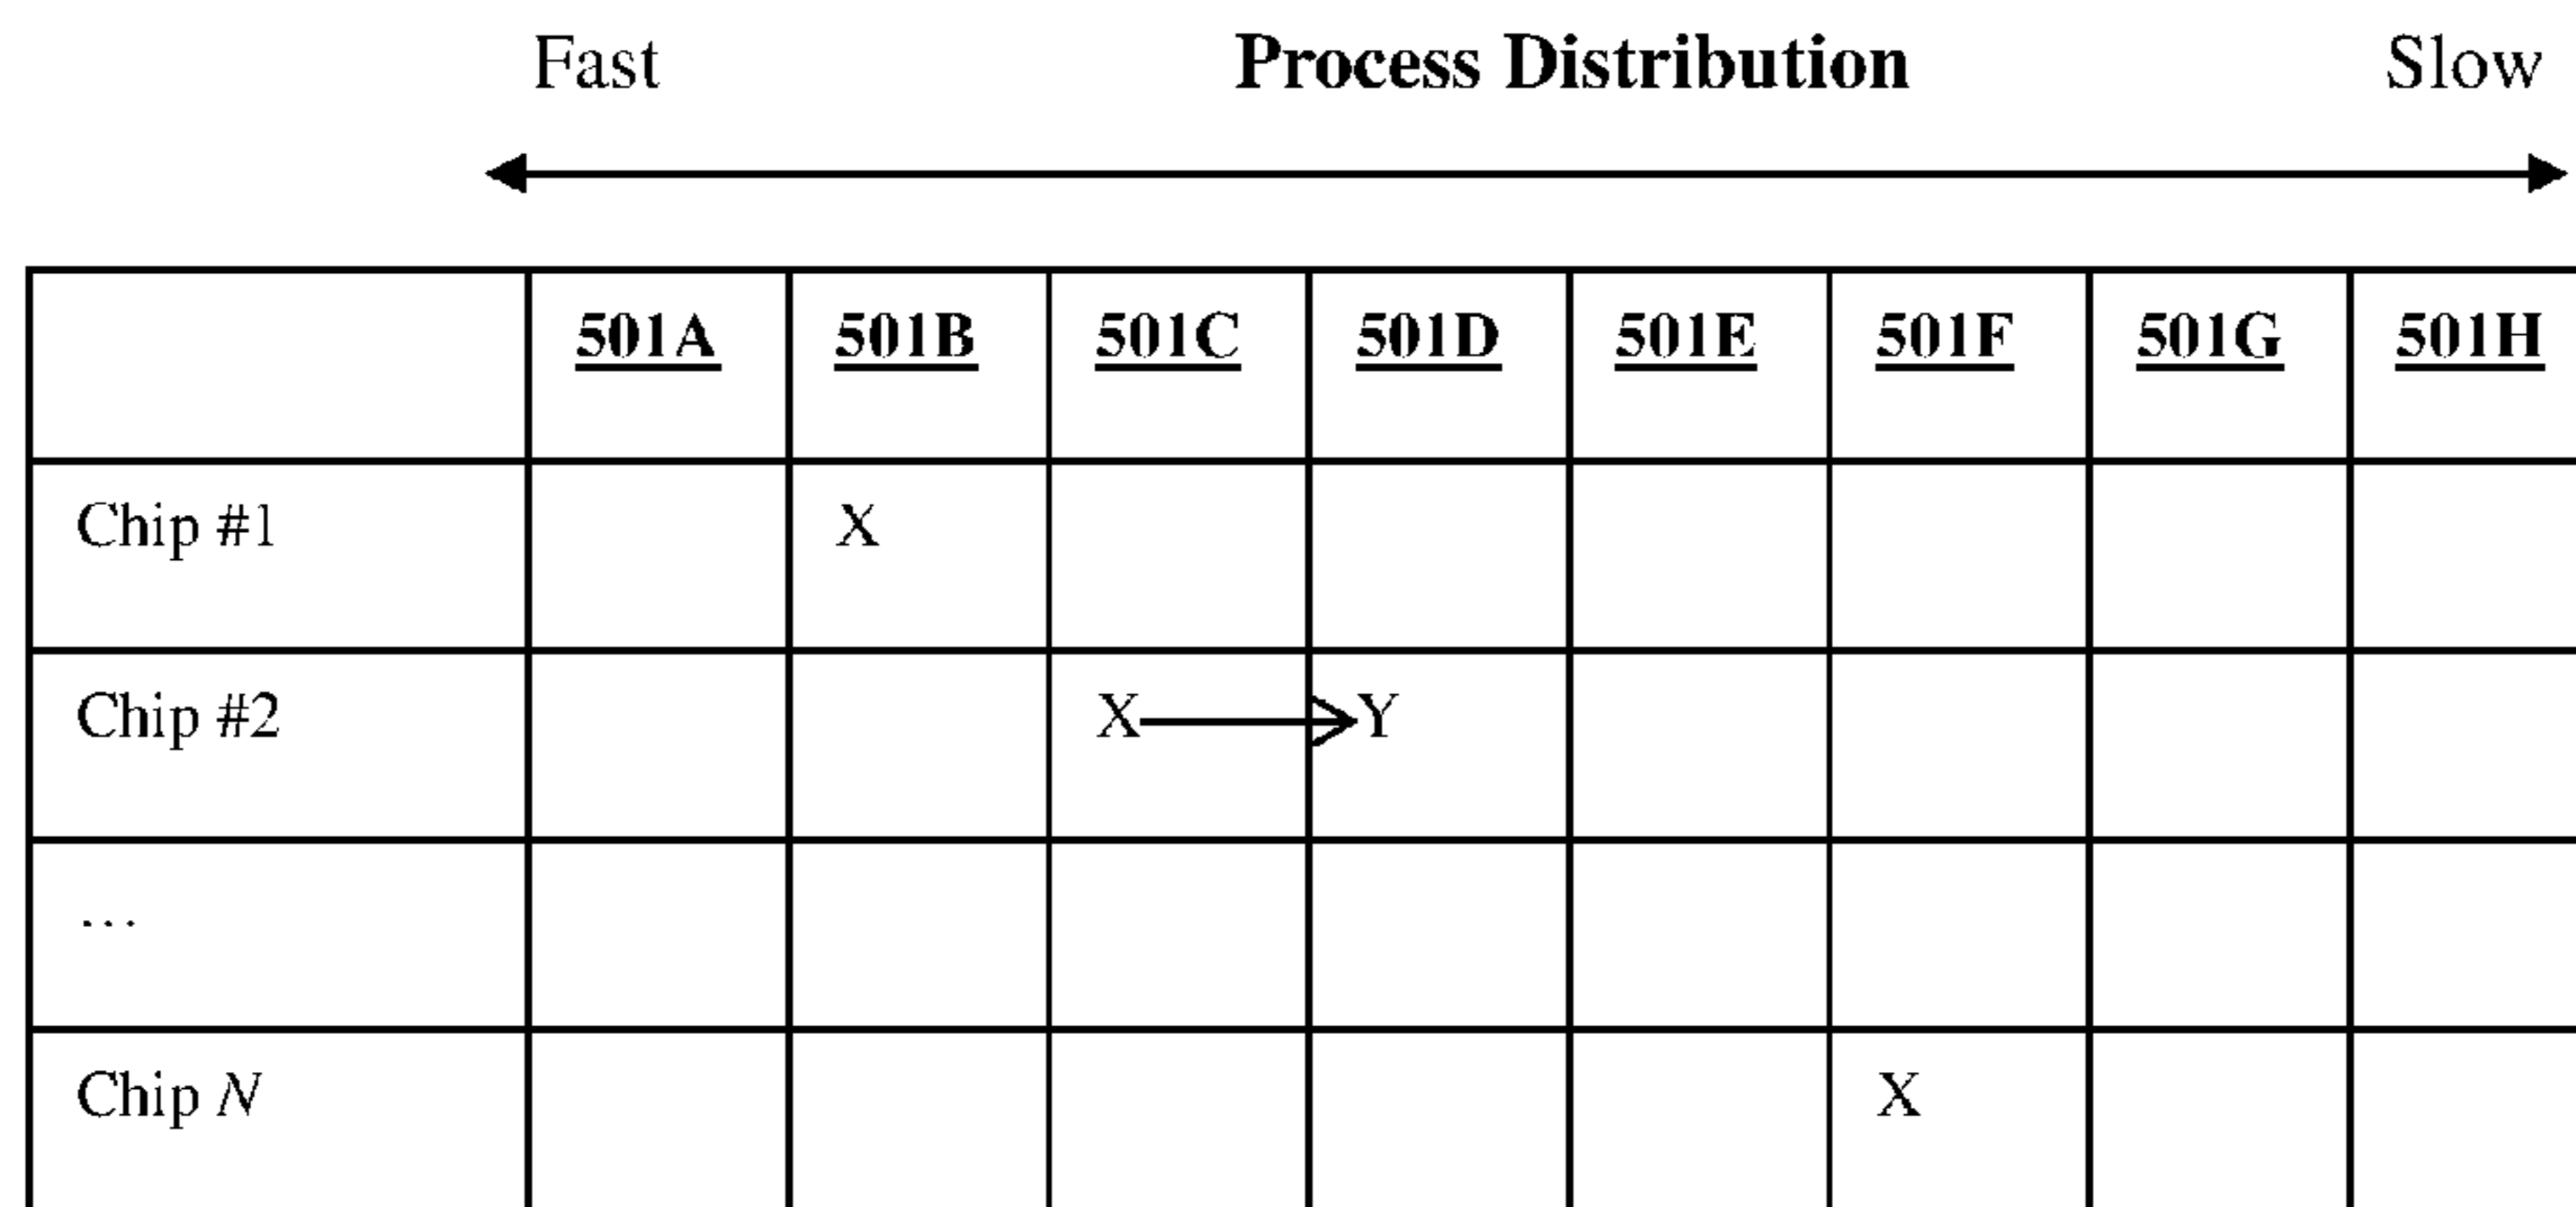 Fast Process Distribution Slow
501A 501B 501C 501D 501E 501F 501G 501H
Chip #1 X
Chip #2 X Y
...
Chip N X